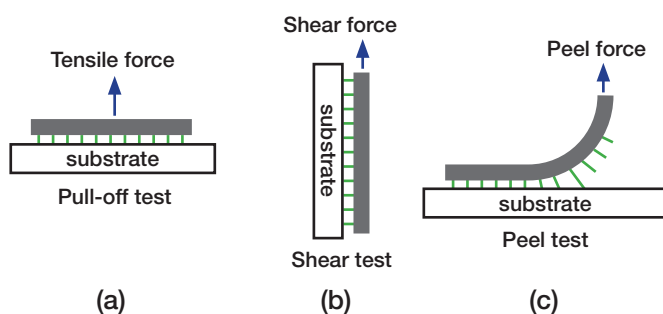 Tensile force
substrate
Pull-off test
(a)
Shear force
substrate
Shear test
(b)
Peel force
substrate
Peel test
(c)